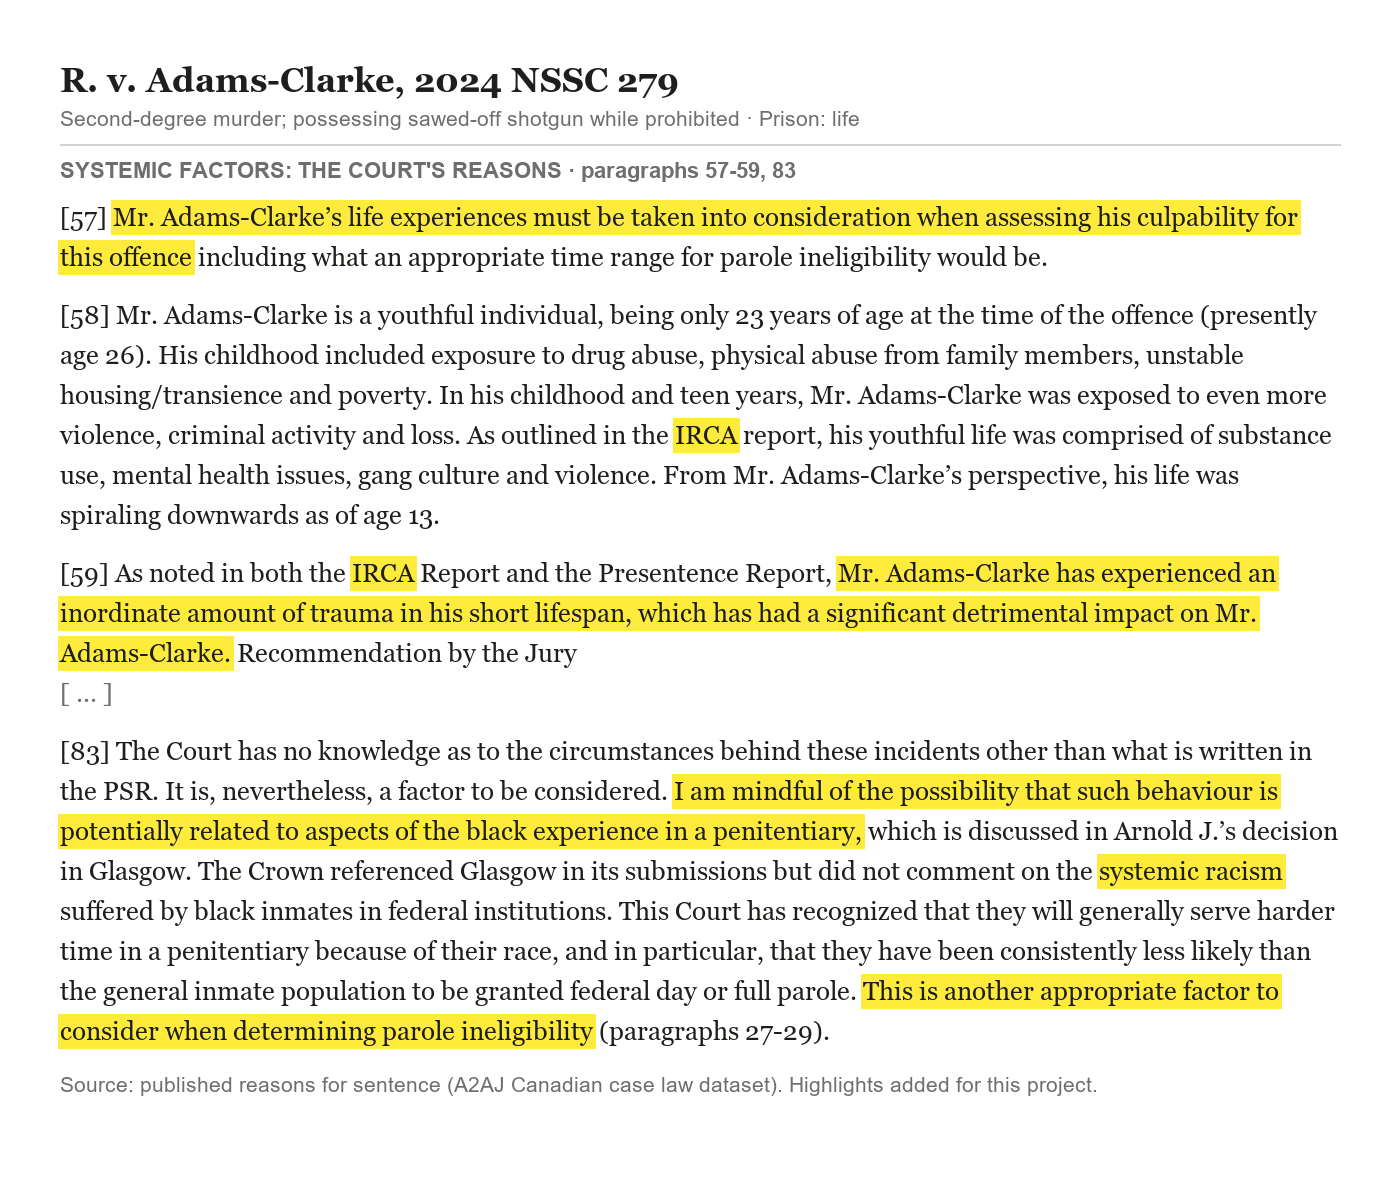 R. v. Adams-Clarke, 2024 NSSC 279
Second-degree murder; possessing sawed-off shotgun while prohibited · Prison: life
SYSTEMIC FACTORS: THE COURT'S REASONS · paragraphs 57-59, 83
[57] Mr. Adams-Clarke’s life experiences must be taken into consideration when assessing his culpability for
this offence including what an appropriate time range for parole ineligibility would be.
[58] Mr. Adams-Clarke is a youthful individual, being only 23 years of age at the time of the offence (presently
age 26). His childhood included exposure to drug abuse, physical abuse from family members, unstable
housing/transience and poverty. In his childhood and teen years, Mr. Adams-Clarke was exposed to even more
violence, criminal activity and loss. As outlined in the IRCA report, his youthful life was comprised of substance
use, mental health issues, gang culture and violence. From Mr. Adams-Clarke’s perspective, his life was
spiraling downwards as of age 13.
[59] As noted in both the IRCA Report and the Presentence Report, Mr. Adams-Clarke has experienced an
inordinate amount of trauma in his short lifespan, which has had a significant detrimental impact on Mr.
Adams-Clarke. Recommendation by the Jury
[ ... ]
[83] The Court has no knowledge as to the circumstances behind these incidents other than what is written in
the PSR. It is, nevertheless, a factor to be considered. I am mindful of the possibility that such behaviour is
potentially related to aspects of the black experience in a penitentiary, which is discussed in Arnold J.’s decision
in Glasgow. The Crown referenced Glasgow in its submissions but did not comment on the systemic racism
suffered by black inmates in federal institutions. This Court has recognized that they will generally serve harder
time in a penitentiary because of their race, and in particular, that they have been consistently less likely than
the general inmate population to be granted federal day or full parole. This is another appropriate factor to
consider when determining parole ineligibility (paragraphs 27-29).
Source: published reasons for sentence (A2AJ Canadian case law dataset). Highlights added for this project.